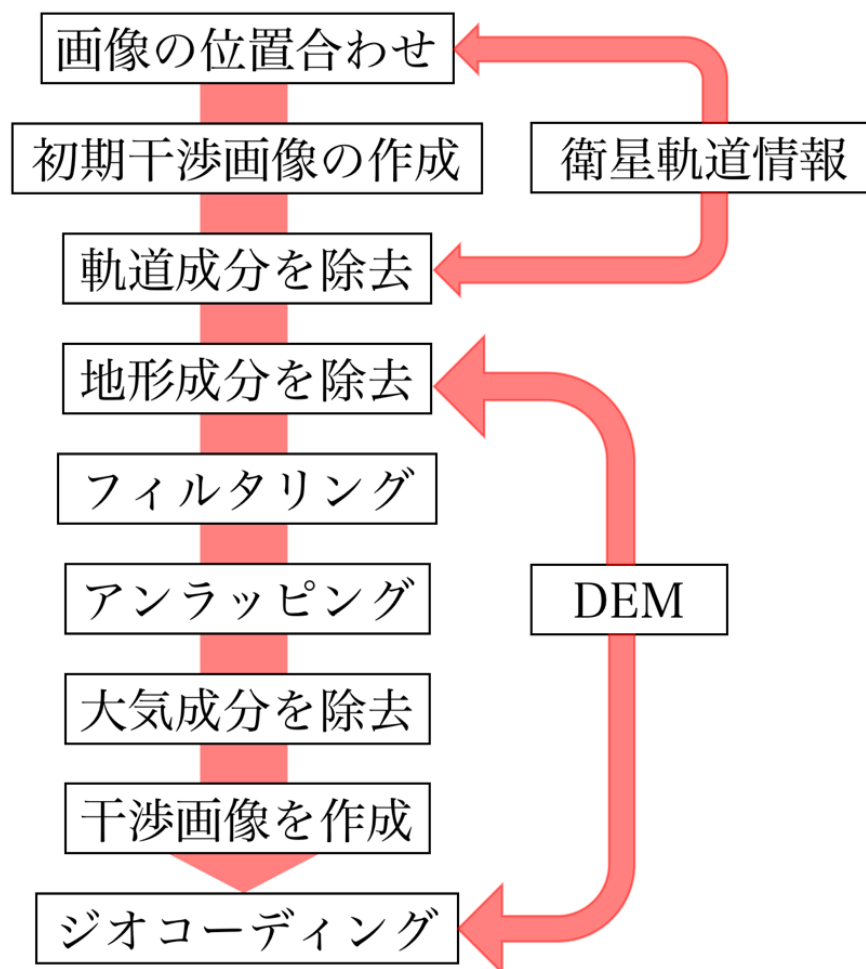 画像の位置合わせ
初期干渉画像の作成
衛星軌道情報
軌道成分を除去
地形成分を除去
フィルタリング
アンラッピング
DEM
大気成分を除去
干渉画像を作成
ジオコーディング